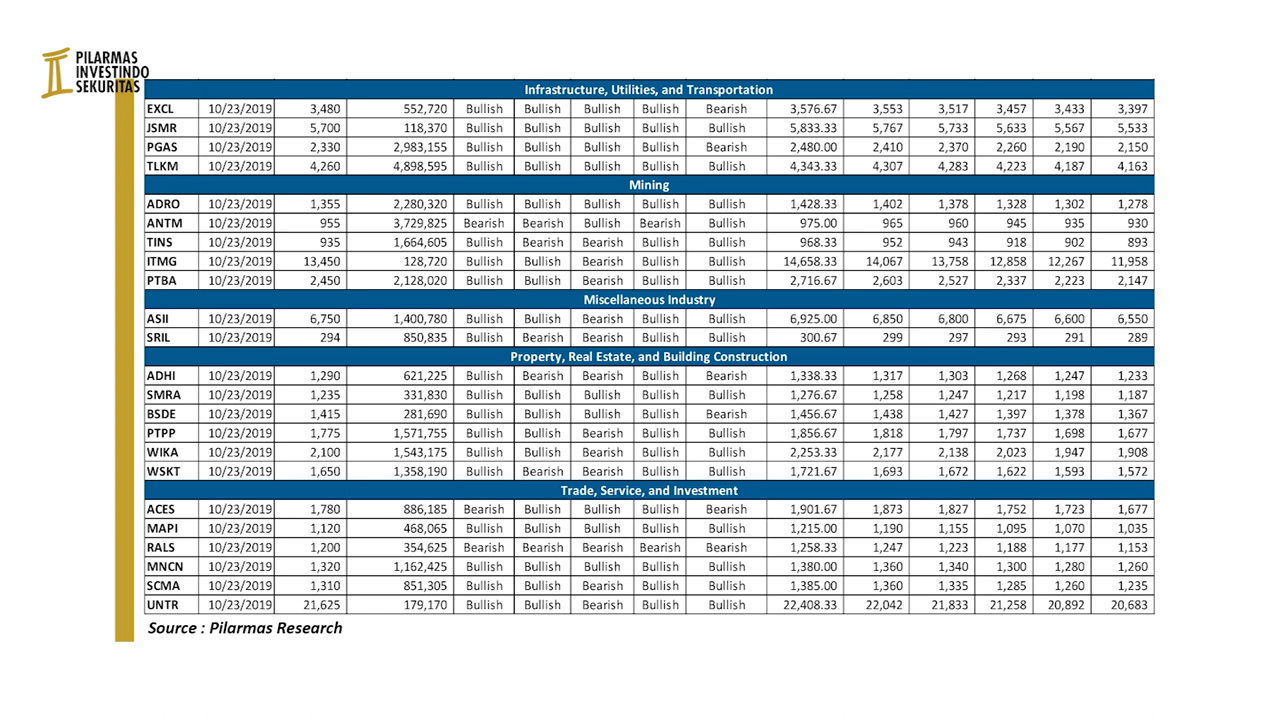 PILARMAS
INVESTINDO
SEKURITAS
Infrastructure, Utilities, and Transportation
EXCL 10/23/2019 3,480 552,720 Bullish Bullish Bullish Bullish Bearish 3,576.67 3,553 3,517 3,457 3,433 3,397
JSMR 10/23/2019 5,700 118,370 Bullish Bullish Bullish Bullish Bullish 5,833.33 5,767 5,733 5,633 5,567 5,533
PGAS 10/23/2019 2,330 2,983,155 Bullish Bullish Bullish Bullish Bearish 2,480.00 2,410 2,370 2,260 2,190 2,150
TLKM 10/23/2019 4,260 4,898,595 Bullish Bullish Bullish Bullish Bullish 4,343.33 4,307 4,283 4,223 4,187 4,163
Mining
ADRO 10/23/2019 1,355 2,280,320 Bullish Bullish Bullish Bullish Bullish 1,428.33 1,402 1,378 1,328 1,302 1,278
ANTM 10/23/2019 955 3,729,825 Bearish Bearish Bullish Bearish Bullish 975.00 965 960 945 935 930
TINS 10/23/2019 935 1,664,605 Bullish Bearish Bearish Bullish Bullish 968.33 952 943 918 902 893
ITMG 10/23/2019 13,450 128,720 Bullish Bullish Bearish Bullish Bullish 14,658.33 14,067 13,758 12,858 12,267 11,958
PTBA 10/23/2019 2,450 2,128,020 Bullish Bullish Bearish Bullish Bullish 2,716.67 2,603 2,527 2,337 2,223 2,147
Miscellaneous Industry
ASII 10/23/2019 6,750 1,400,780 Bullish Bullish Bearish Bullish Bullish 6,925.00 6,850 6,800 6,675 6,600 6,550
SRIL 10/23/2019 294 850,835 Bullish Bearish Bearish Bullish Bullish 300.67 299 297 293 291 289
Property, Real Estate, and Building Construction
ADHI 10/23/2019 1,290 621,225 Bullish Bearish Bearish Bullish Bearish 1,338.33 1,317 1,303 1,268 1,247 1,233
SMRA 10/23/2019 1,235 331,830 Bullish Bullish Bullish Bullish Bullish 1,276.67 1,258 1,247 1,217 1,198 1,187
BSDE 10/23/2019 1,415 281,690 Bullish Bullish Bullish Bullish Bearish 1,456.67 1,438 1,427 1,397 1,378 1,367
PTPP 10/23/2019 1,775 1,571,755 Bullish Bullish Bearish Bullish Bullish 1,856.67 1,818 1,797 1,737 1,698 1,677
WIKA 10/23/2019 2,100 1,543,175 Bullish Bullish Bearish Bullish Bullish 2,253.33 2,177 2,138 2,023 1,947 1,908
WSKT 10/23/2019 1,650 1,358,190 Bullish Bearish Bearish Bullish Bullish 1,721.67 1,693 1,672 1,622 1,593 1,572
Trade, Service, and Investment
ACES 10/23/2019 1,780 886,185 Bearish Bullish Bullish Bullish Bearish 1,901.67 1,873 1,827 1,752 1,723 1,677
MAPI 10/23/2019 1,120 468,065 Bullish Bullish Bullish Bullish Bullish 1,215.00 1,190 1,155 1,095 1,070 1,035
RALS 10/23/2019 1,200 354,625 Bearish Bearish Bearish Bearish Bearish 1,258.33 1,247 1,223 1,188 1,177 1,153
MNCN 10/23/2019 1,320 1,162,425 Bullish Bullish Bullish Bullish Bullish 1,380.00 1,360 1,340 1,300 1,280 1,260
SCMA 10/23/2019 1,310 851,305 Bullish Bullish Bearish Bullish Bullish 1,385.00 1,360 1,335 1,285 1,260 1,235
UNTR 10/23/2019 21,625 179,170 Bullish Bullish Bearish Bullish Bullish 22,408.33 22,042 21,833 21,258 20,892 20,683
Source : Pilarmas Research